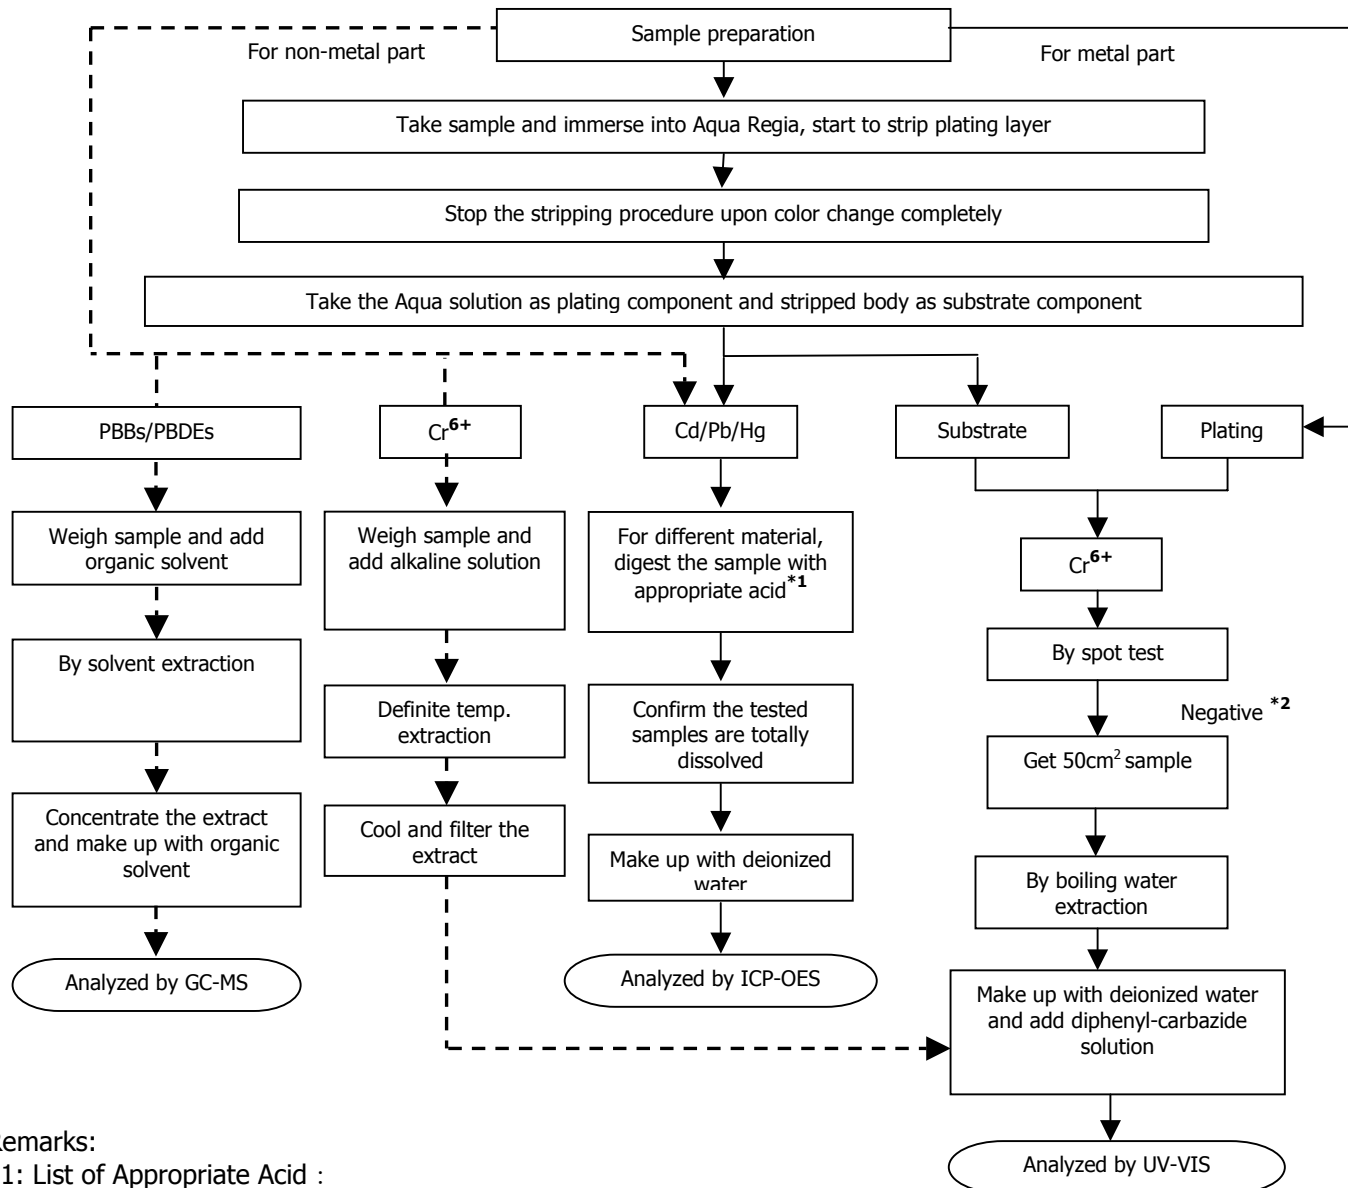 Sample preparation
For non-metal part
For metal part
Take sample and immerse into Aqua Regia, start to strip plating layer
Stop the stripping procedure upon color change completely
Take the Aqua solution as plating component and stripped body as substrate component
PBBs/PBDEs
Cr6+
Cd/Pb/Hg
Substrate
Plating
Weigh sample and add
organic solvent
Weigh sample and
add alkaline solution
For different material,
digest the sample with
appropriate acid*1
Cr6+
By solvent extraction
Definite temp.
extraction
Confirm the tested
samples are totally
dissolved
By spot test
Negative *2
Get 50cm2 sample
Concentrate the extract
and make up with organic
solvent
Cool and filter the
extract
Make up with deionized
water
By boiling water
extraction
Analyzed by GC-MS
Analyzed by ICP-OES
Make up with deionized water
and add diphenyl-carbazide
solution
Analyzed by UV-VIS
Remarks:
1: List of Appropriate Acid :